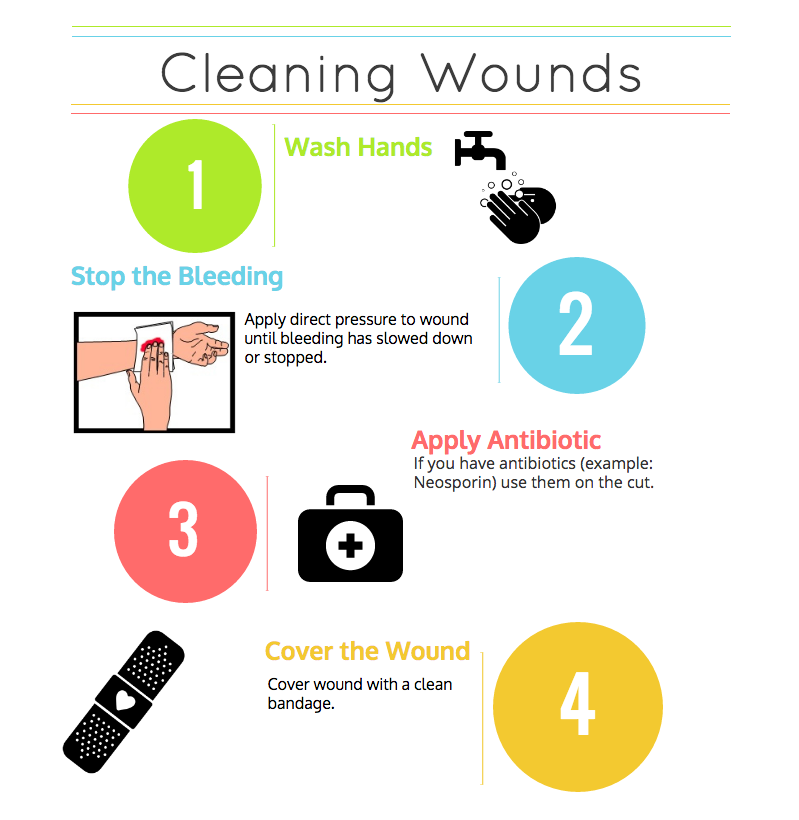 Cleaning Wounds
1
Wash Hands
Stop the Bleeding
Apply direct pressure to wound
until bleeding has slowed down
or stopped.
2
Apply Antibiotic
If you have antibiotics (example:
Neosporin) use them on the cut.
3
Cover the Wound
Cover wound with a clean
bandage.
4